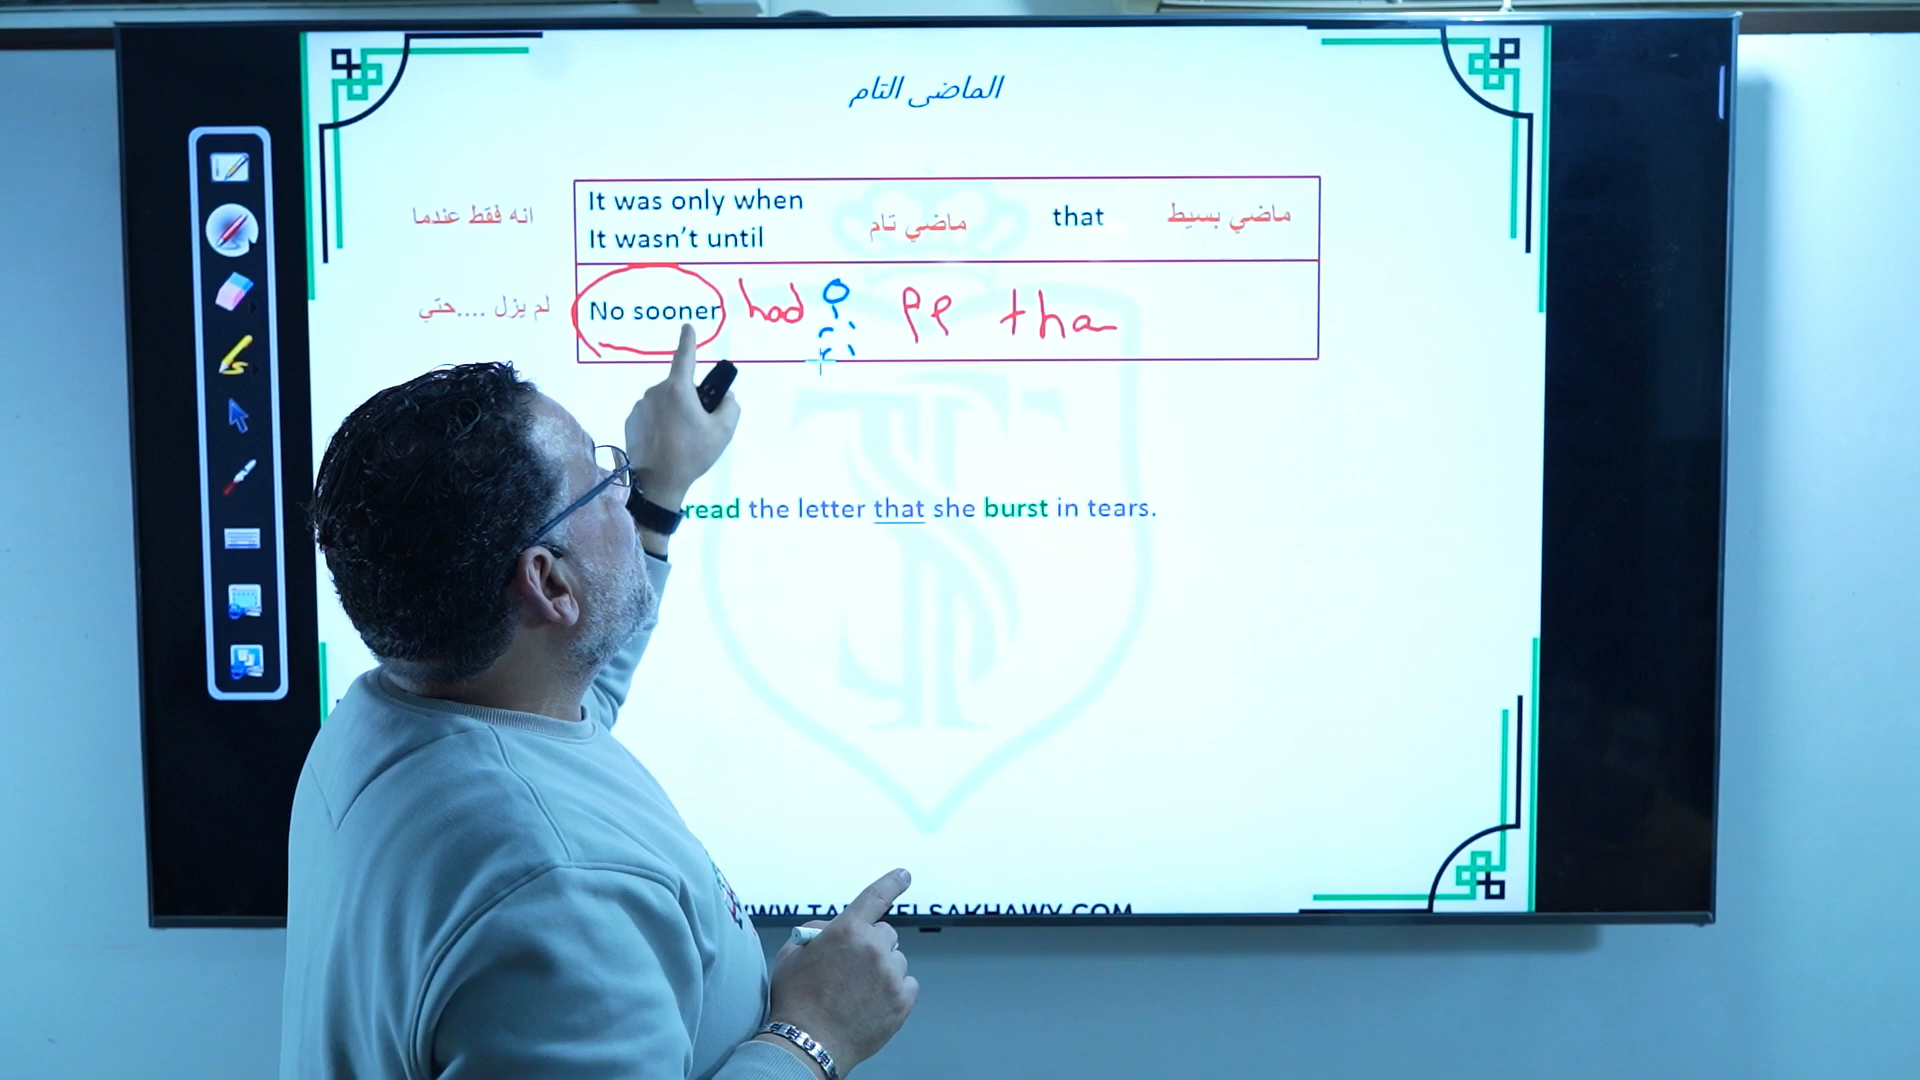 الماضى التام
انه فقط عندما
It was only when
It wasn't until
ماضي تام
that
ماضي بسيط
لم يزل ....حتي
No sooner had pp tha
read the letter that she burst in tears.